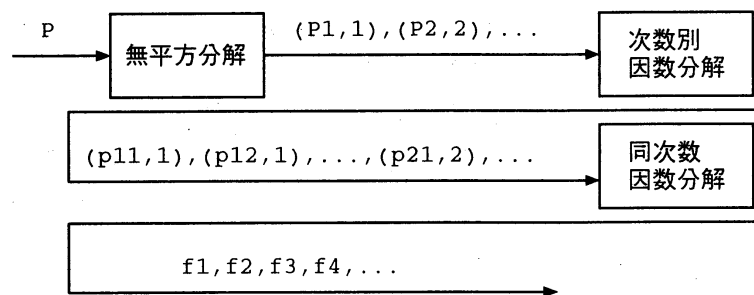 P
無平方分解
(P1,1),(P2,2),...
次数別
因数分解
(p11,1),(p12,1),...,(p21,2),...
同次数
因数分解
f1,f2,f3,f4,...